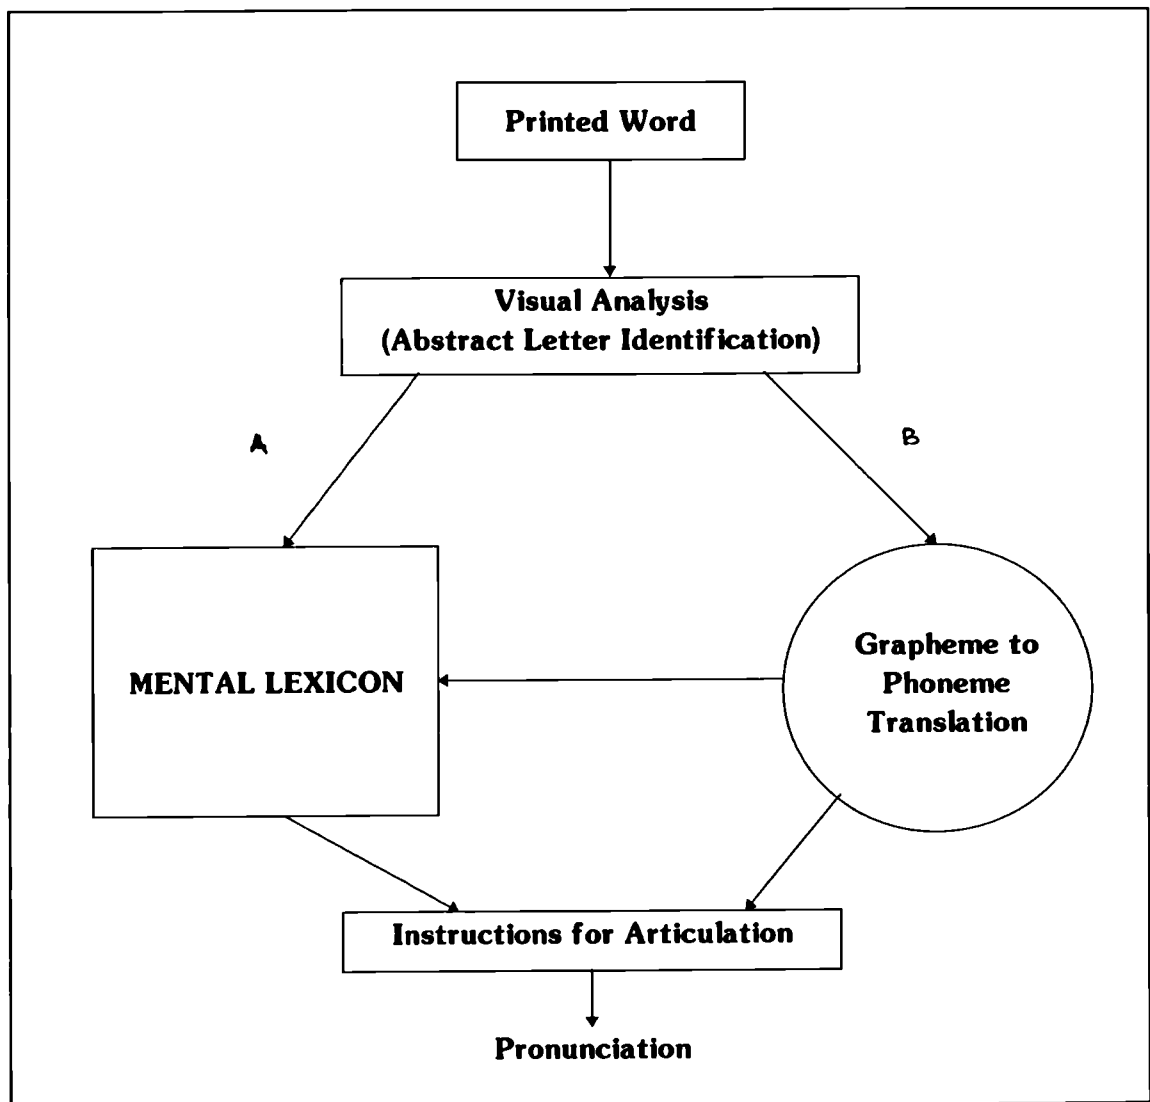 Printed Word
Visual Analysis
(Abstract Letter Identification)
A
B
MENTAL LEXICON
Grapheme to
Phoneme
Translation
Instructions for Articulation
Pronunciation